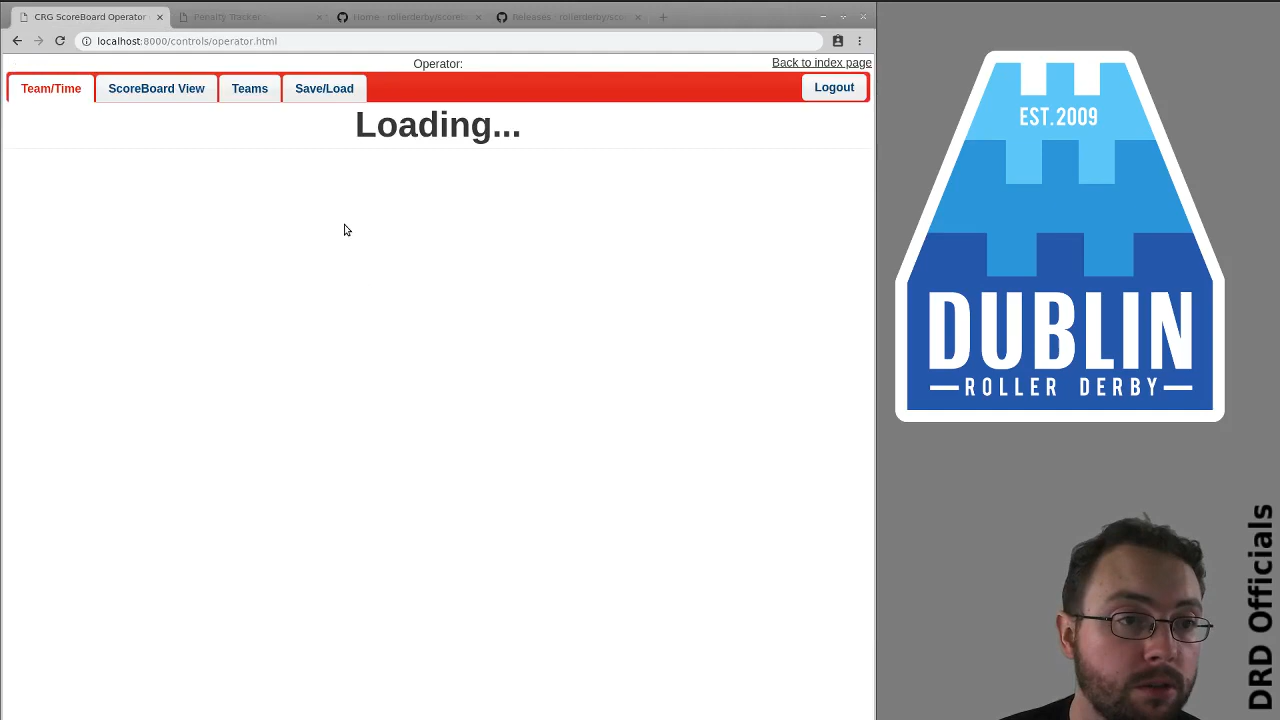 CRG ScoreBoard Operator
Penalty Tracker
Home · rollerderby/scoreb
Releases · rollerderby/sco
localhost:8000/controls/operator.html
Operator:
Back to index page
Team/Time
ScoreBoard View
Teams
Save/Load
Logout
Loading...
EST.2009
DUBLIN
ROLLER DERBY
DRD Officials